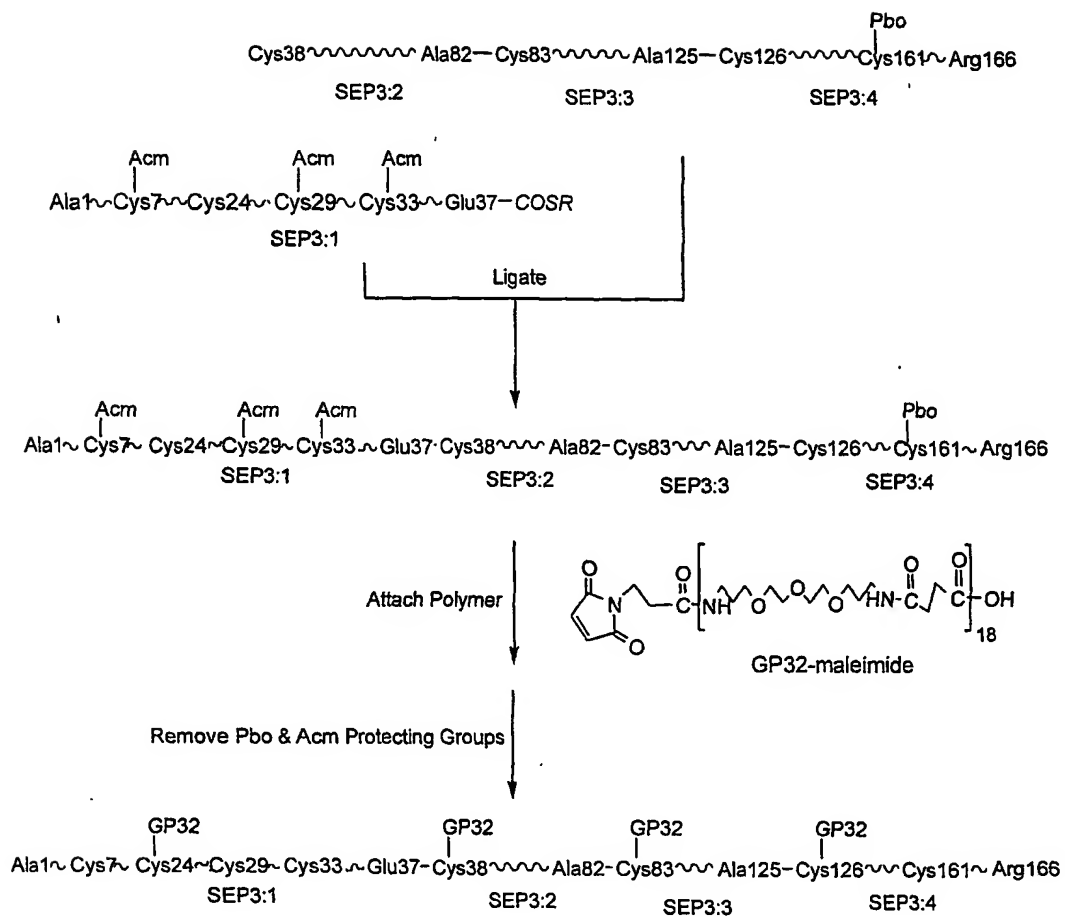 Pbo
Cys38 Ala82–Cys83 Ala125–Cys126 Cys161 Arg166
SEP3:2 SEP3:3 SEP3:4
Acm Acm Acm
Ala1 Cys7 Cys24 Cys29 Cys33 Glu37–COSR
SEP3:1
Ligate
Acm Acm Acm Pbo
Ala1 Cys7 Cys24 Cys29 Cys33 Glu37 Cys38 Ala82–Cys83 Ala125–Cys126 Cys161 Arg166
SEP3:1 SEP3:2 SEP3:3 SEP3:4
Attach Polymer
O O N O C NH O O O HN C O C O OH 18
GP32-maleimide
Remove Pbo & Acm Protecting Groups
GP32 GP32 GP32 GP32
Ala1 Cys7 Cys24 Cys29 Cys33 Glu37–Cys38 Ala82–Cys83 Ala125–Cys126 Cys161 Arg166
SEP3:1 SEP3:2 SEP3:3 SEP3:4